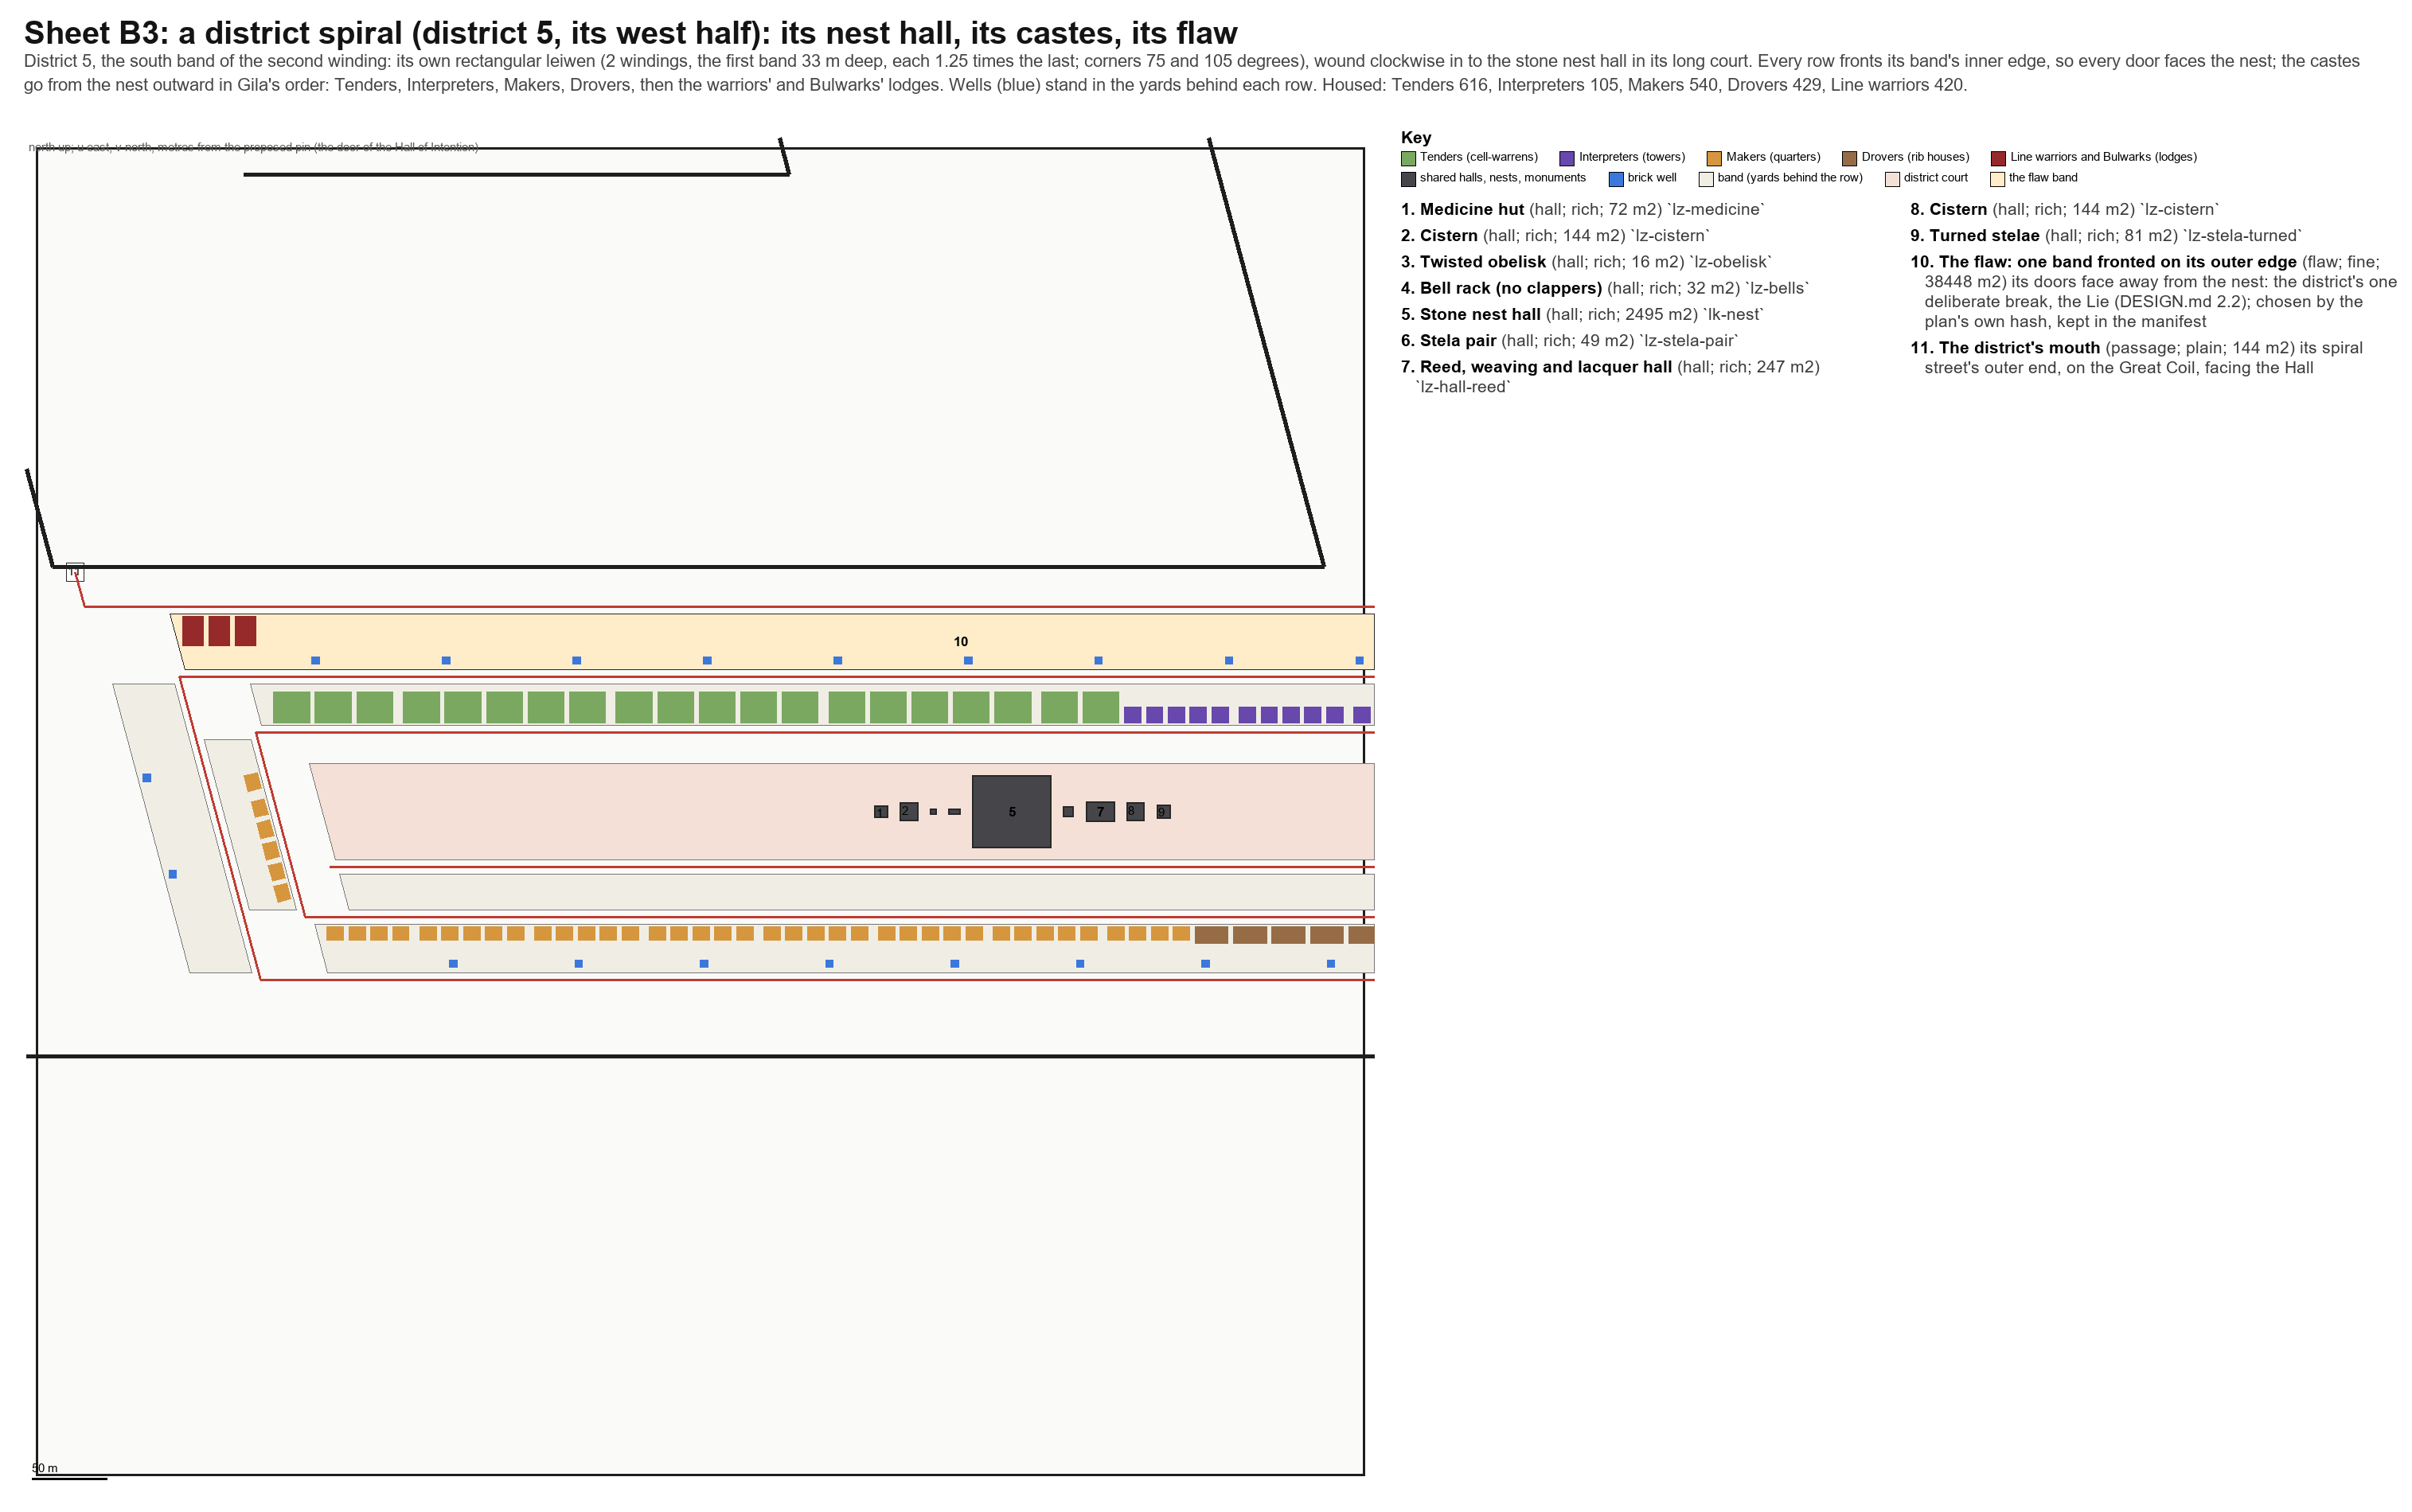 Sheet B3: a district spiral (district 5, its west half): its nest hall, its castes, its flaw
District 5, the south band of the second winding: its own rectangular leiwen (2 windings, the first band 33 m deep, each 1.25 times the last; corners 75 and 105 degrees), wound clockwise in to the stone nest hall in its long court. Every row fronts its band's inner edge, so every door faces the nest; the castes
go from the nest outward in Gila's order: Tenders, Interpreters, Makers, Drovers, then the warriors' and Bulwarks' lodges. Wells (blue) stand in the yards behind each row. Housed: Tenders 616, Interpreters 105, Makers 540, Drovers 429, Line warriors 420.
north up; u east, v north, metres from the proposed pin (the door of the Hall of Intention)
11
10
1
2
5
7
8
9
50 m
Key
Tenders (cell-warrens)
Interpreters (towers)
Makers (quarters)
Drovers (rib houses)
Line warriors and Bulwarks (lodges)
shared halls, nests, monuments
brick well
band (yards behind the row)
district court
the flaw band
1. Medicine hut (hall; rich; 72 m2) `lz-medicine`
2. Cistern (hall; rich; 144 m2) `lz-cistern`
3. Twisted obelisk (hall; rich; 16 m2) `lz-obelisk`
4. Bell rack (no clappers) (hall; rich; 32 m2) `lz-bells`
5. Stone nest hall (hall; rich; 2495 m2) `lk-nest`
6. Stela pair (hall; rich; 49 m2) `lz-stela-pair`
7. Reed, weaving and lacquer hall (hall; rich; 247 m2)
`lz-hall-reed`
8. Cistern (hall; rich; 144 m2) `lz-cistern`
9. Turned stelae (hall; rich; 81 m2) `lz-stela-turned`
10. The flaw: one band fronted on its outer edge (flaw; fine;
38448 m2) its doors face away from the nest: the district's one
deliberate break, the Lie (DESIGN.md 2.2); chosen by the
plan's own hash, kept in the manifest
11. The district's mouth (passage; plain; 144 m2) its spiral
street's outer end, on the Great Coil, facing the Hall